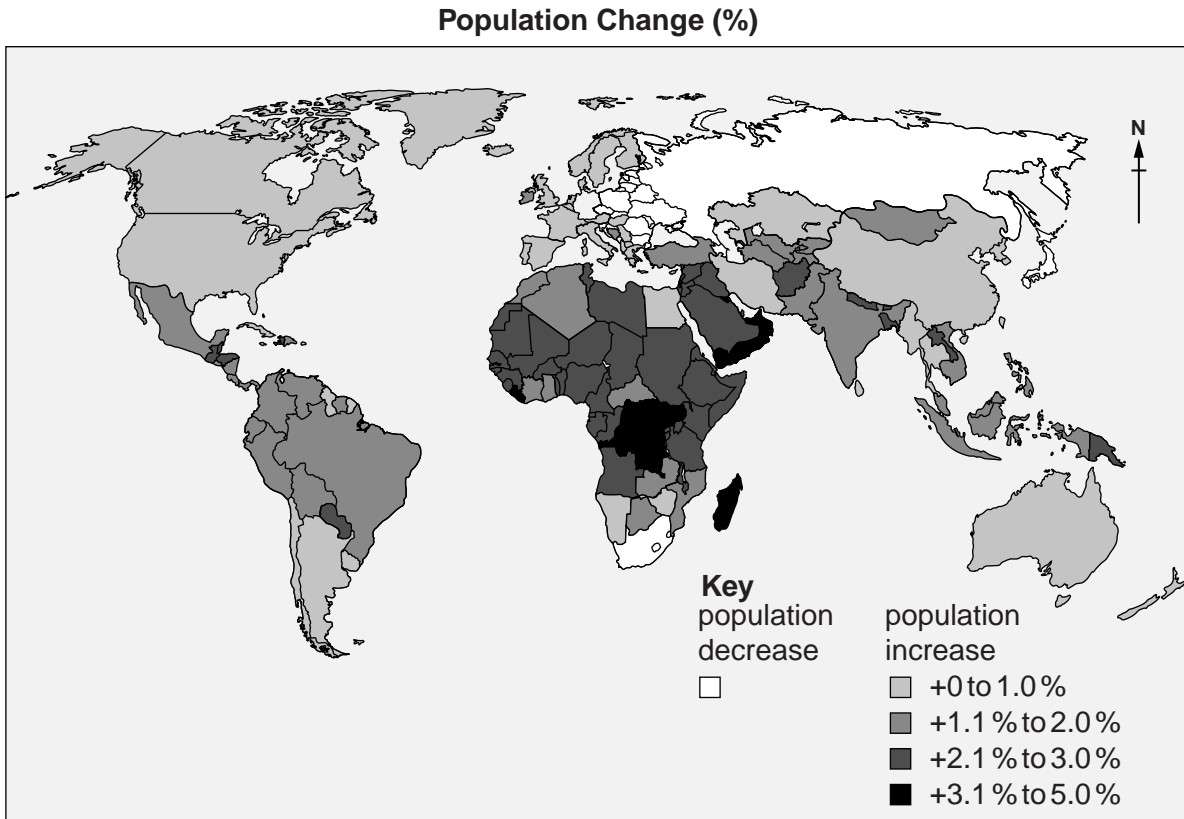 Population Change (%)
N
Key
population
decrease
population
increase
+0 to 1.0 %
+1.1 % to 2.0 %
+2.1 % to 3.0 %
+3.1 % to 5.0 %